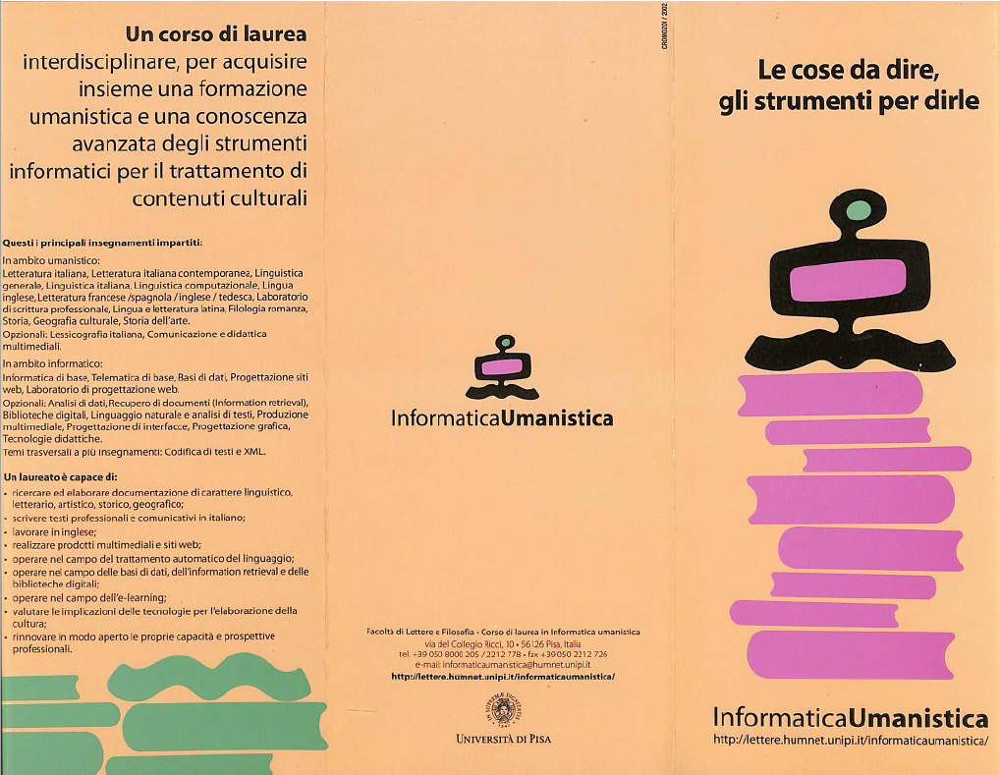 Un corso di laurea
interdisciplinare, per acquisire
insieme una formazione
umanistica e una conoscenza
avanzata degli strumenti
informatici per il trattamento di
contenuti culturali
Questi i principali insegnamenti impartiti:
In ambito umanistico:
Letteratura italiana, Letteratura italiana contemporanea, Linguistica
generale, Linguistica italiana, Linguistica computazionale, Lingua
inglese, Letteratura francese /spagnola / inglese / tedesca, Laboratorio
di scrittura professionale, Lingua e letteratura latina, Filologia romanza,
Storia, Geografia culturale, Storia dell'arte.
Opzionali: Lessicografia italiana, Comunicazione e didattica
multimediali.
In ambito informatico:
Informatica di base, Telematica di base, Basi di dati, Progettazione siti
web, Laboratorio di progettazione web.
Opzionali: Analisi di dati, Recupero di documenti (Information retrieval),
Biblioteche digitali, Linguaggio naturale e analisi di testi, Produzione
multimediale, Progettazione di interfacce, Progettazione grafica,
Tecnologie didattiche.
Temi trasversali a più insegnamenti: Codifica di testi e XML.
Un laureato è capace di:
• ricercare ed elaborare documentazione di carattere linguistico,
letterario, artistico, storico, geografico;
• scrivere testi professionali e comunicativi in italiano;
• lavorare in inglese;
• realizzare prodotti multimediali e siti web;
• operare nel campo del trattamento automatico del linguaggio;
• operare nel campo delle basi di dati, dell'information retrieval e delle
biblioteche digitali;
• operare nel campo dell'e-learning;
• valutare le implicazioni delle tecnologie per l'elaborazione della
cultura;
• rinnovare in modo aperto le proprie capacità e prospettive
professionali.
InformaticaUmanistica
Facoltà di Lettere e Filosofia • Corso di laurea in Informatica umanistica
via del Collegio Ricci, 10 • 56126 Pisa, Italia
tel. +39 050 8000 205 / 2212 778 • fax +39 050 2212 726
e-mail: informaticaumanistica@humnet.unipi.it
http://lettere.humnet.unipi.it/informaticaumanistica/
IN SUPREMÆ DIGNITATIS
1343
UNIVERSITÀ DI PISA
CROMOZOI / 2002
Le cose da dire,
gli strumenti per dirle
InformaticaUmanistica
http://lettere.humnet.unipi.it/informaticaumanistica/